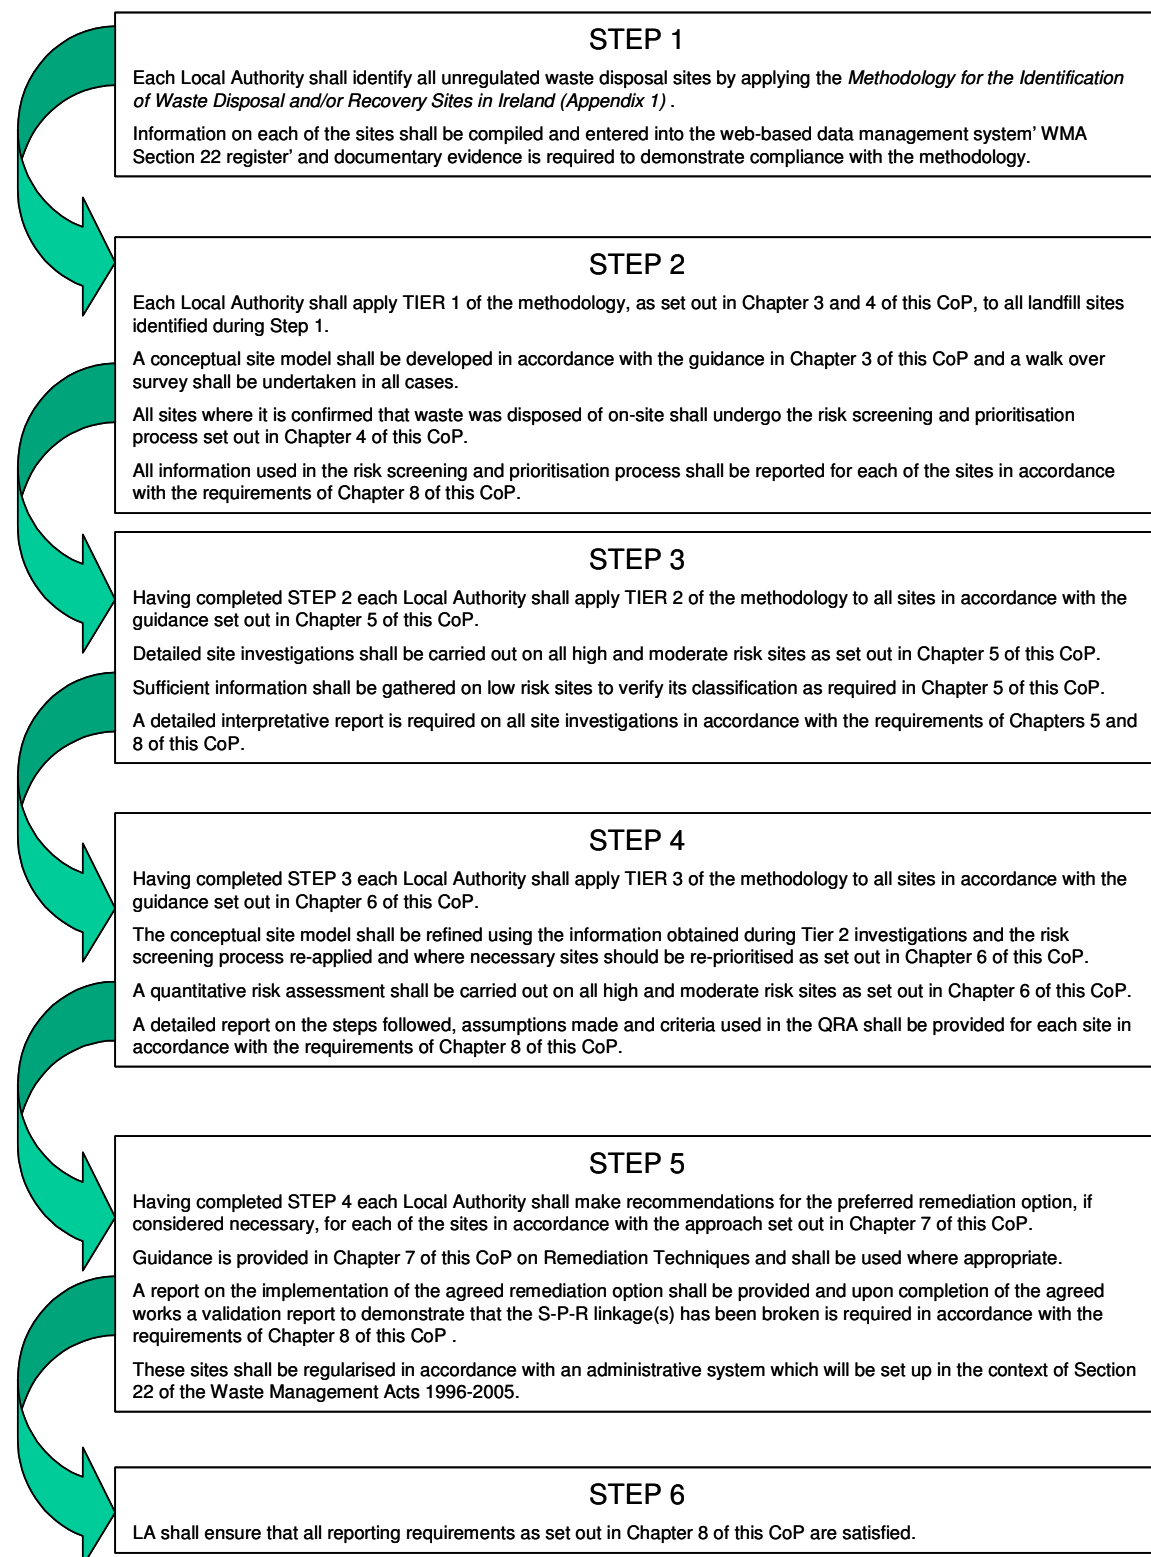 STEP 1
Each Local Authority shall identify all unregulated waste disposal sites by applying the Methodology for the Identification
of Waste Disposal and/or Recovery Sites in Ireland (Appendix 1) .
Information on each of the sites shall be compiled and entered into the web-based data management system' WMA
Section 22 register' and documentary evidence is required to demonstrate compliance with the methodology.
STEP 2
Each Local Authority shall apply TIER 1 of the methodology, as set out in Chapter 3 and 4 of this CoP, to all landfill sites
identified during Step 1.
A conceptual site model shall be developed in accordance with the guidance in Chapter 3 of this CoP and a walk over
survey shall be undertaken in all cases.
All sites where it is confirmed that waste was disposed of on-site shall undergo the risk screening and prioritisation
process set out in Chapter 4 of this CoP.
All information used in the risk screening and prioritisation process shall be reported for each of the sites in accordance
with the requirements of Chapter 8 of this CoP.
STEP 3
Having completed STEP 2 each Local Authority shall apply TIER 2 of the methodology to all sites in accordance with the
guidance set out in Chapter 5 of this CoP.
Detailed site investigations shall be carried out on all high and moderate risk sites as set out in Chapter 5 of this CoP.
Sufficient information shall be gathered on low risk sites to verify its classification as required in Chapter 5 of this CoP.
A detailed interpretative report is required on all site investigations in accordance with the requirements of Chapters 5 and
8 of this CoP.
STEP 4
Having completed STEP 3 each Local Authority shall apply TIER 3 of the methodology to all sites in accordance with the
guidance set out in Chapter 6 of this CoP.
The conceptual site model shall be refined using the information obtained during Tier 2 investigations and the risk
screening process re-applied and where necessary sites should be re-prioritised as set out in Chapter 6 of this CoP.
A quantitative risk assessment shall be carried out on all high and moderate risk sites as set out in Chapter 6 of this CoP.
A detailed report on the steps followed, assumptions made and criteria used in the QRA shall be provided for each site in
accordance with the requirements of Chapter 8 of this CoP.
STEP 5
Having completed STEP 4 each Local Authority shall make recommendations for the preferred remediation option, if
considered necessary, for each of the sites in accordance with the approach set out in Chapter 7 of this CoP.
Guidance is provided in Chapter 7 of this CoP on Remediation Techniques and shall be used where appropriate.
A report on the implementation of the agreed remediation option shall be provided and upon completion of the agreed
works a validation report to demonstrate that the S-P-R linkage(s) has been broken is required in accordance with the
requirements of Chapter 8 of this CoP .
These sites shall be regularised in accordance with an administrative system which will be set up in the context of Section
22 of the Waste Management Acts 1996-2005.
STEP 6
LA shall ensure that all reporting requirements as set out in Chapter 8 of this CoP are satisfied.